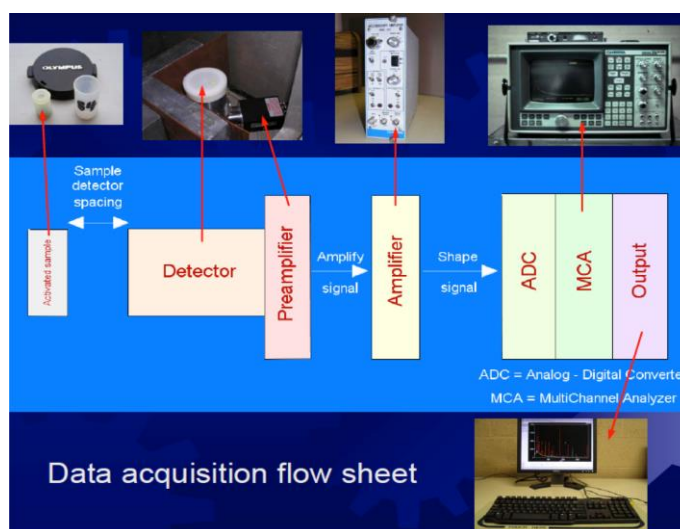 OLYMPUS
Sample
detector
spacing
Activated sample
Detector
Preamplifier
Amplify
signal
Amplifier
Shape
signal
ADC
MCA
Output
ADC = Analog - Digital Converte
MCA = MultiChannel Analyzer
Data acquisition flow sheet